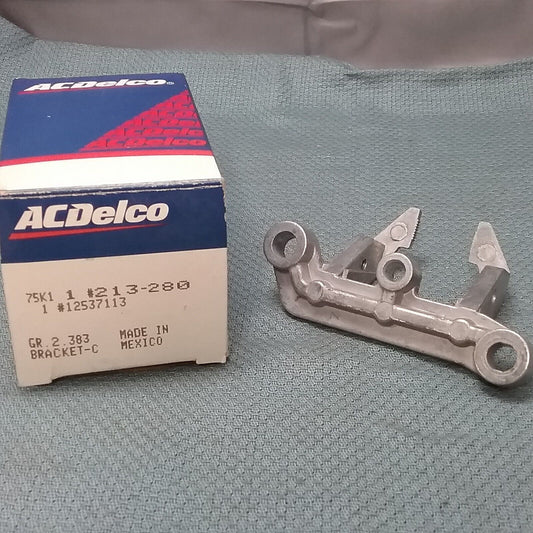 ACDelco®
ACDelco
75K1 1 #213-280
1 #12537113
GR.2.383 MADE IN
BRACKET-C MEXICO